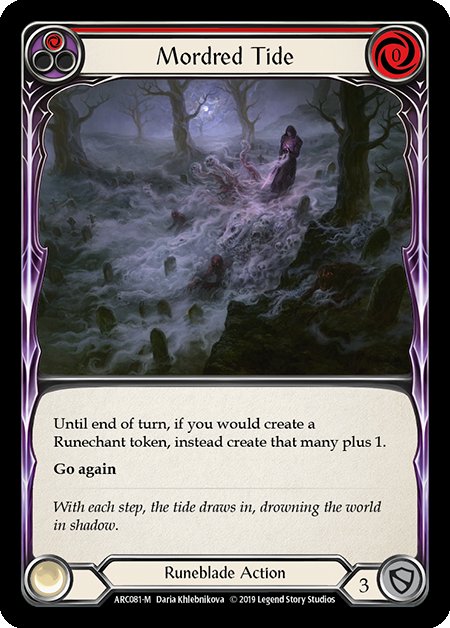 Mordred Tide
0
Until end of turn, if you would create a
Runechant token, instead create that many plus 1.
Go again
With each step, the tide draws in, drowning the world
in shadow.
Runeblade Action
3
ARC081-M Daria Khlebnikova © 2019 Legend Story Studios